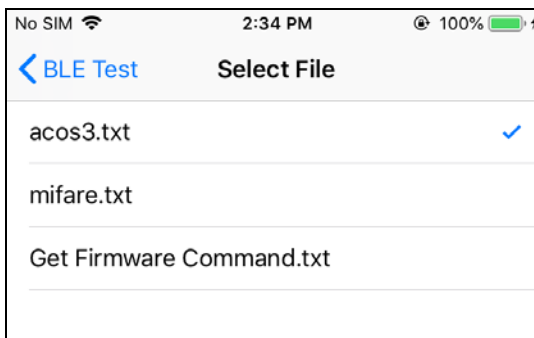 No SIM 2:34 PM 100%
BLE Test Select File
acos3.txt
mifare.txt
Get Firmware Command.txt